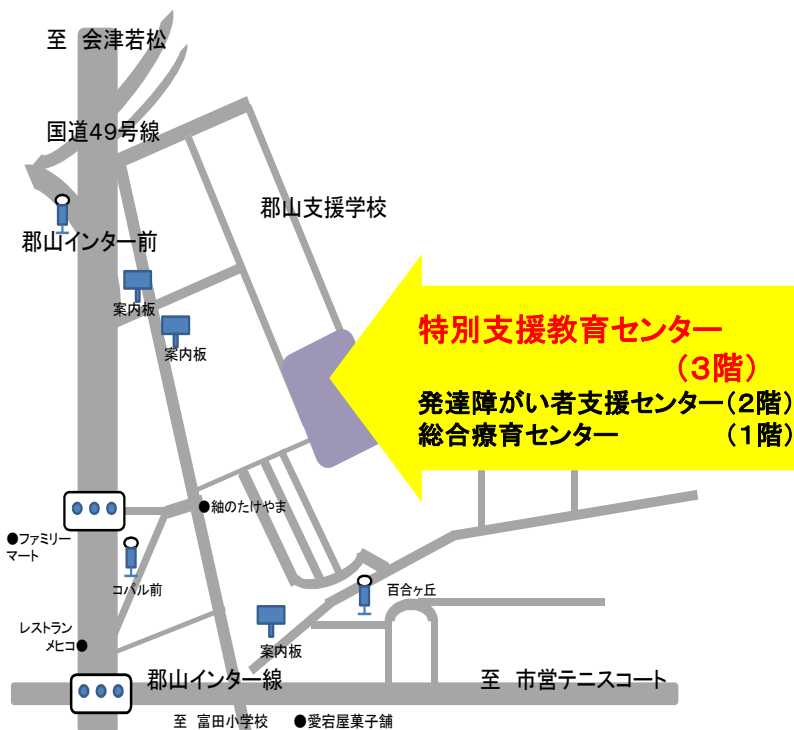 至　会津若松
国道49号線
郡山支援学校
郡山インター前
案内板
案内板
特別支援教育センター
（３階）
発達障がい者支援センター（２階）
総合療育センター　　　　（１階）
●紬のたけやま
●ファミリー
マート
コパル前
百合ヶ丘
レストラン
メヒコ●
案内板
郡山インター線
至　市営テニスコート
至　富田小学校　●愛宕屋菓子舗